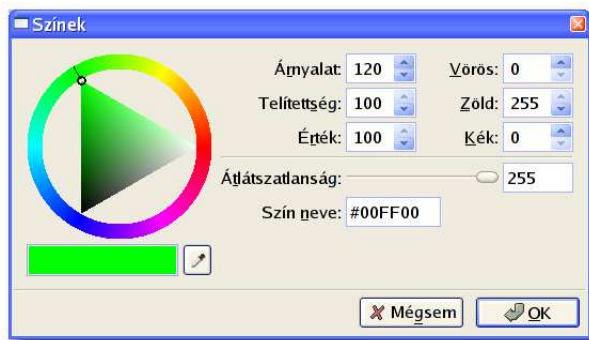 Színek
Árnyalat: 120 Vörös: 0
Telítettség: 100 Zöld: 255
Érték: 100 Kék: 0
Átlátszatlanság: 255
Szín neve: #00FF00
Mégsem OK